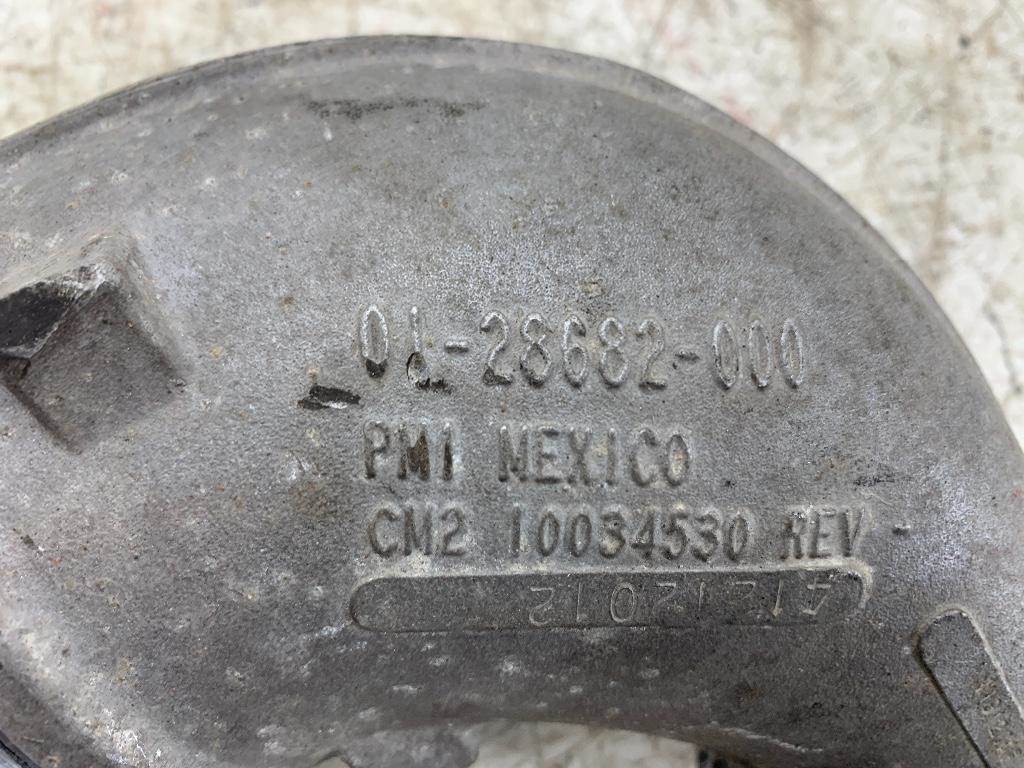 01-28682-000
PM1 MEXICO
CM2 10034530 REV -